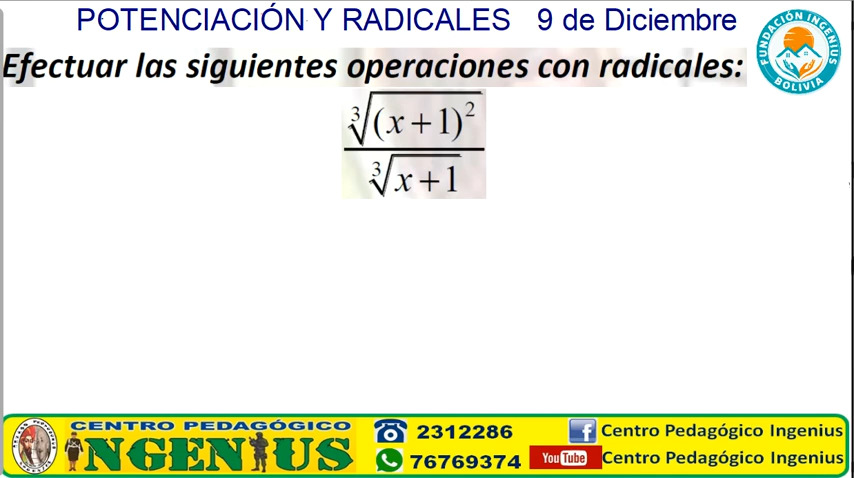 POTENCIACIÓN Y RADICALES 9 de Diciembre
FUNDACIÓN INGENIUS
BOLIVIA
Efectuar las siguientes operaciones con radicales:
∛(x+1)²
∛x+1
CENTRO PEDAGÓGICO
INGENIUS
2312286
76769374
Centro Pedagógico Ingenius
YouTube Centro Pedagógico Ingenius